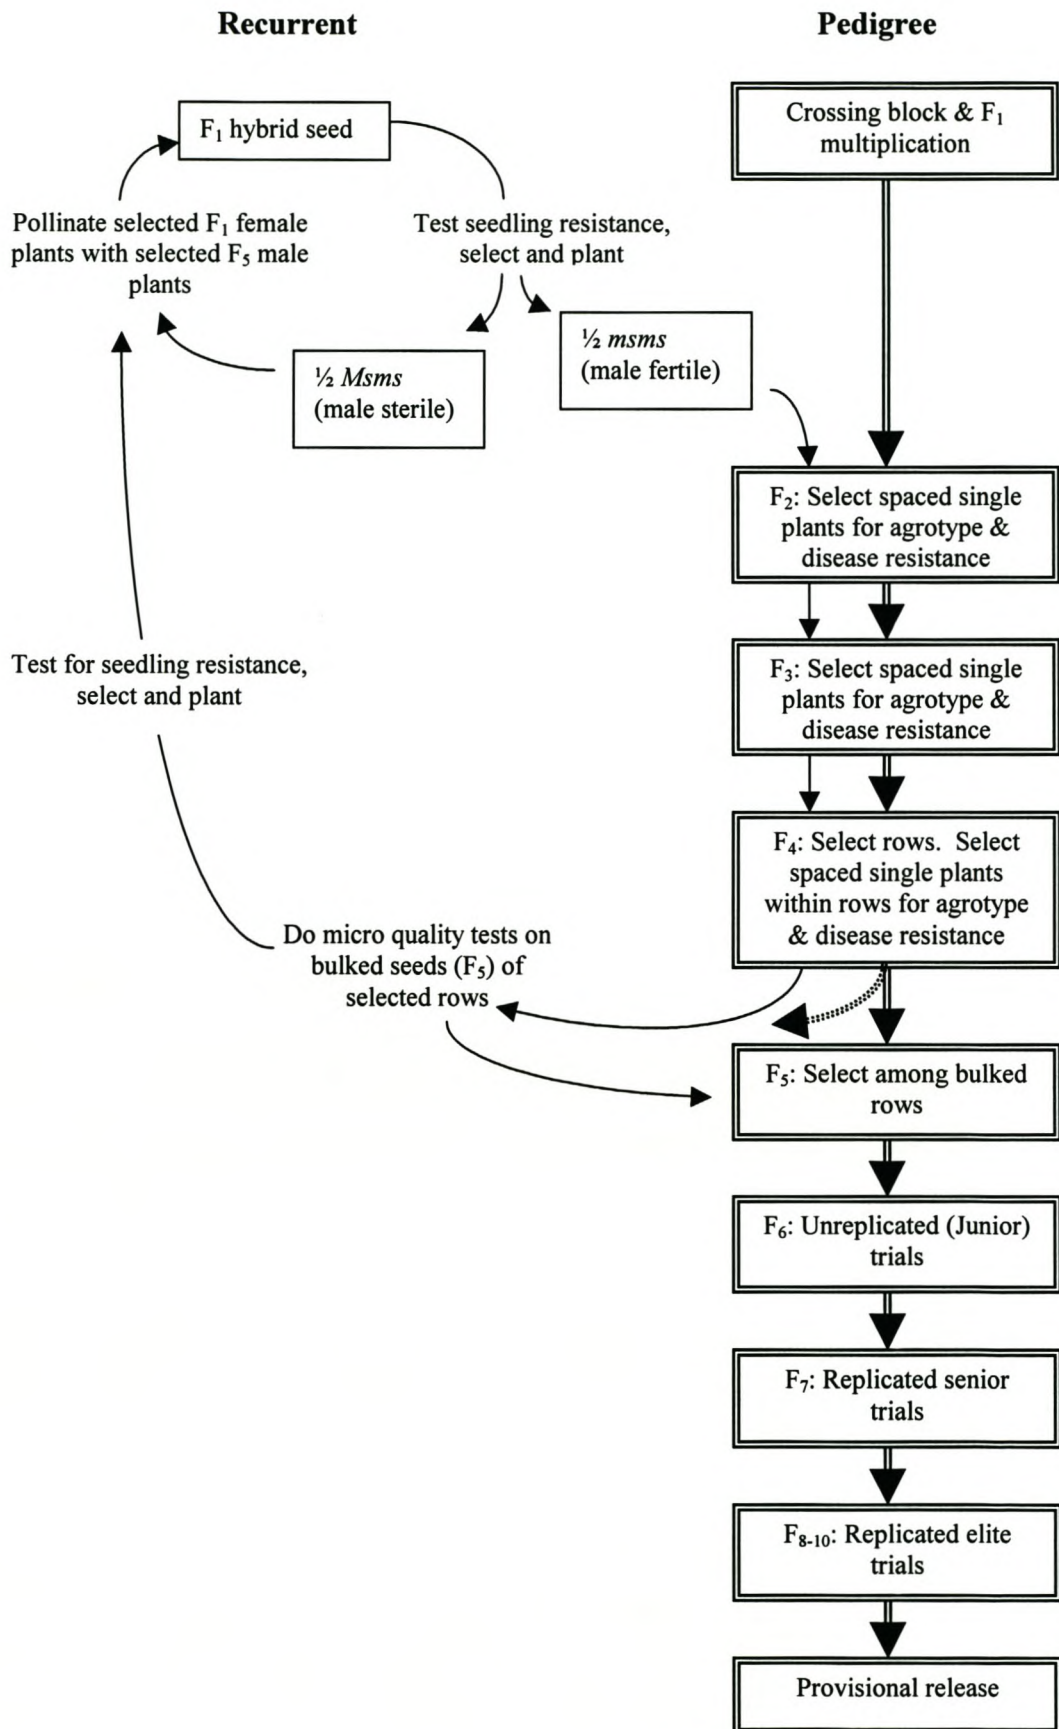 Recurrent
Pedigree
F₁ hybrid seed
Crossing block & F₁
multiplication
Pollinate selected F₁ female
plants with selected F₅ male
plants
Test seedling resistance,
select and plant
½ Msms
(male sterile)
½ msms
(male fertile)
F₂: Select spaced single
plants for agrotype &
disease resistance
F₃: Select spaced single
plants for agrotype &
disease resistance
Test for seedling resistance,
select and plant
F₄: Select rows. Select
spaced single plants
within rows for agrotype
& disease resistance
Do micro quality tests on
bulked seeds (F₅) of
selected rows
F₅: Select among bulked
rows
F₆: Unreplicated (Junior)
trials
F₇: Replicated senior
trials
F₈₋₁₀: Replicated elite
trials
Provisional release